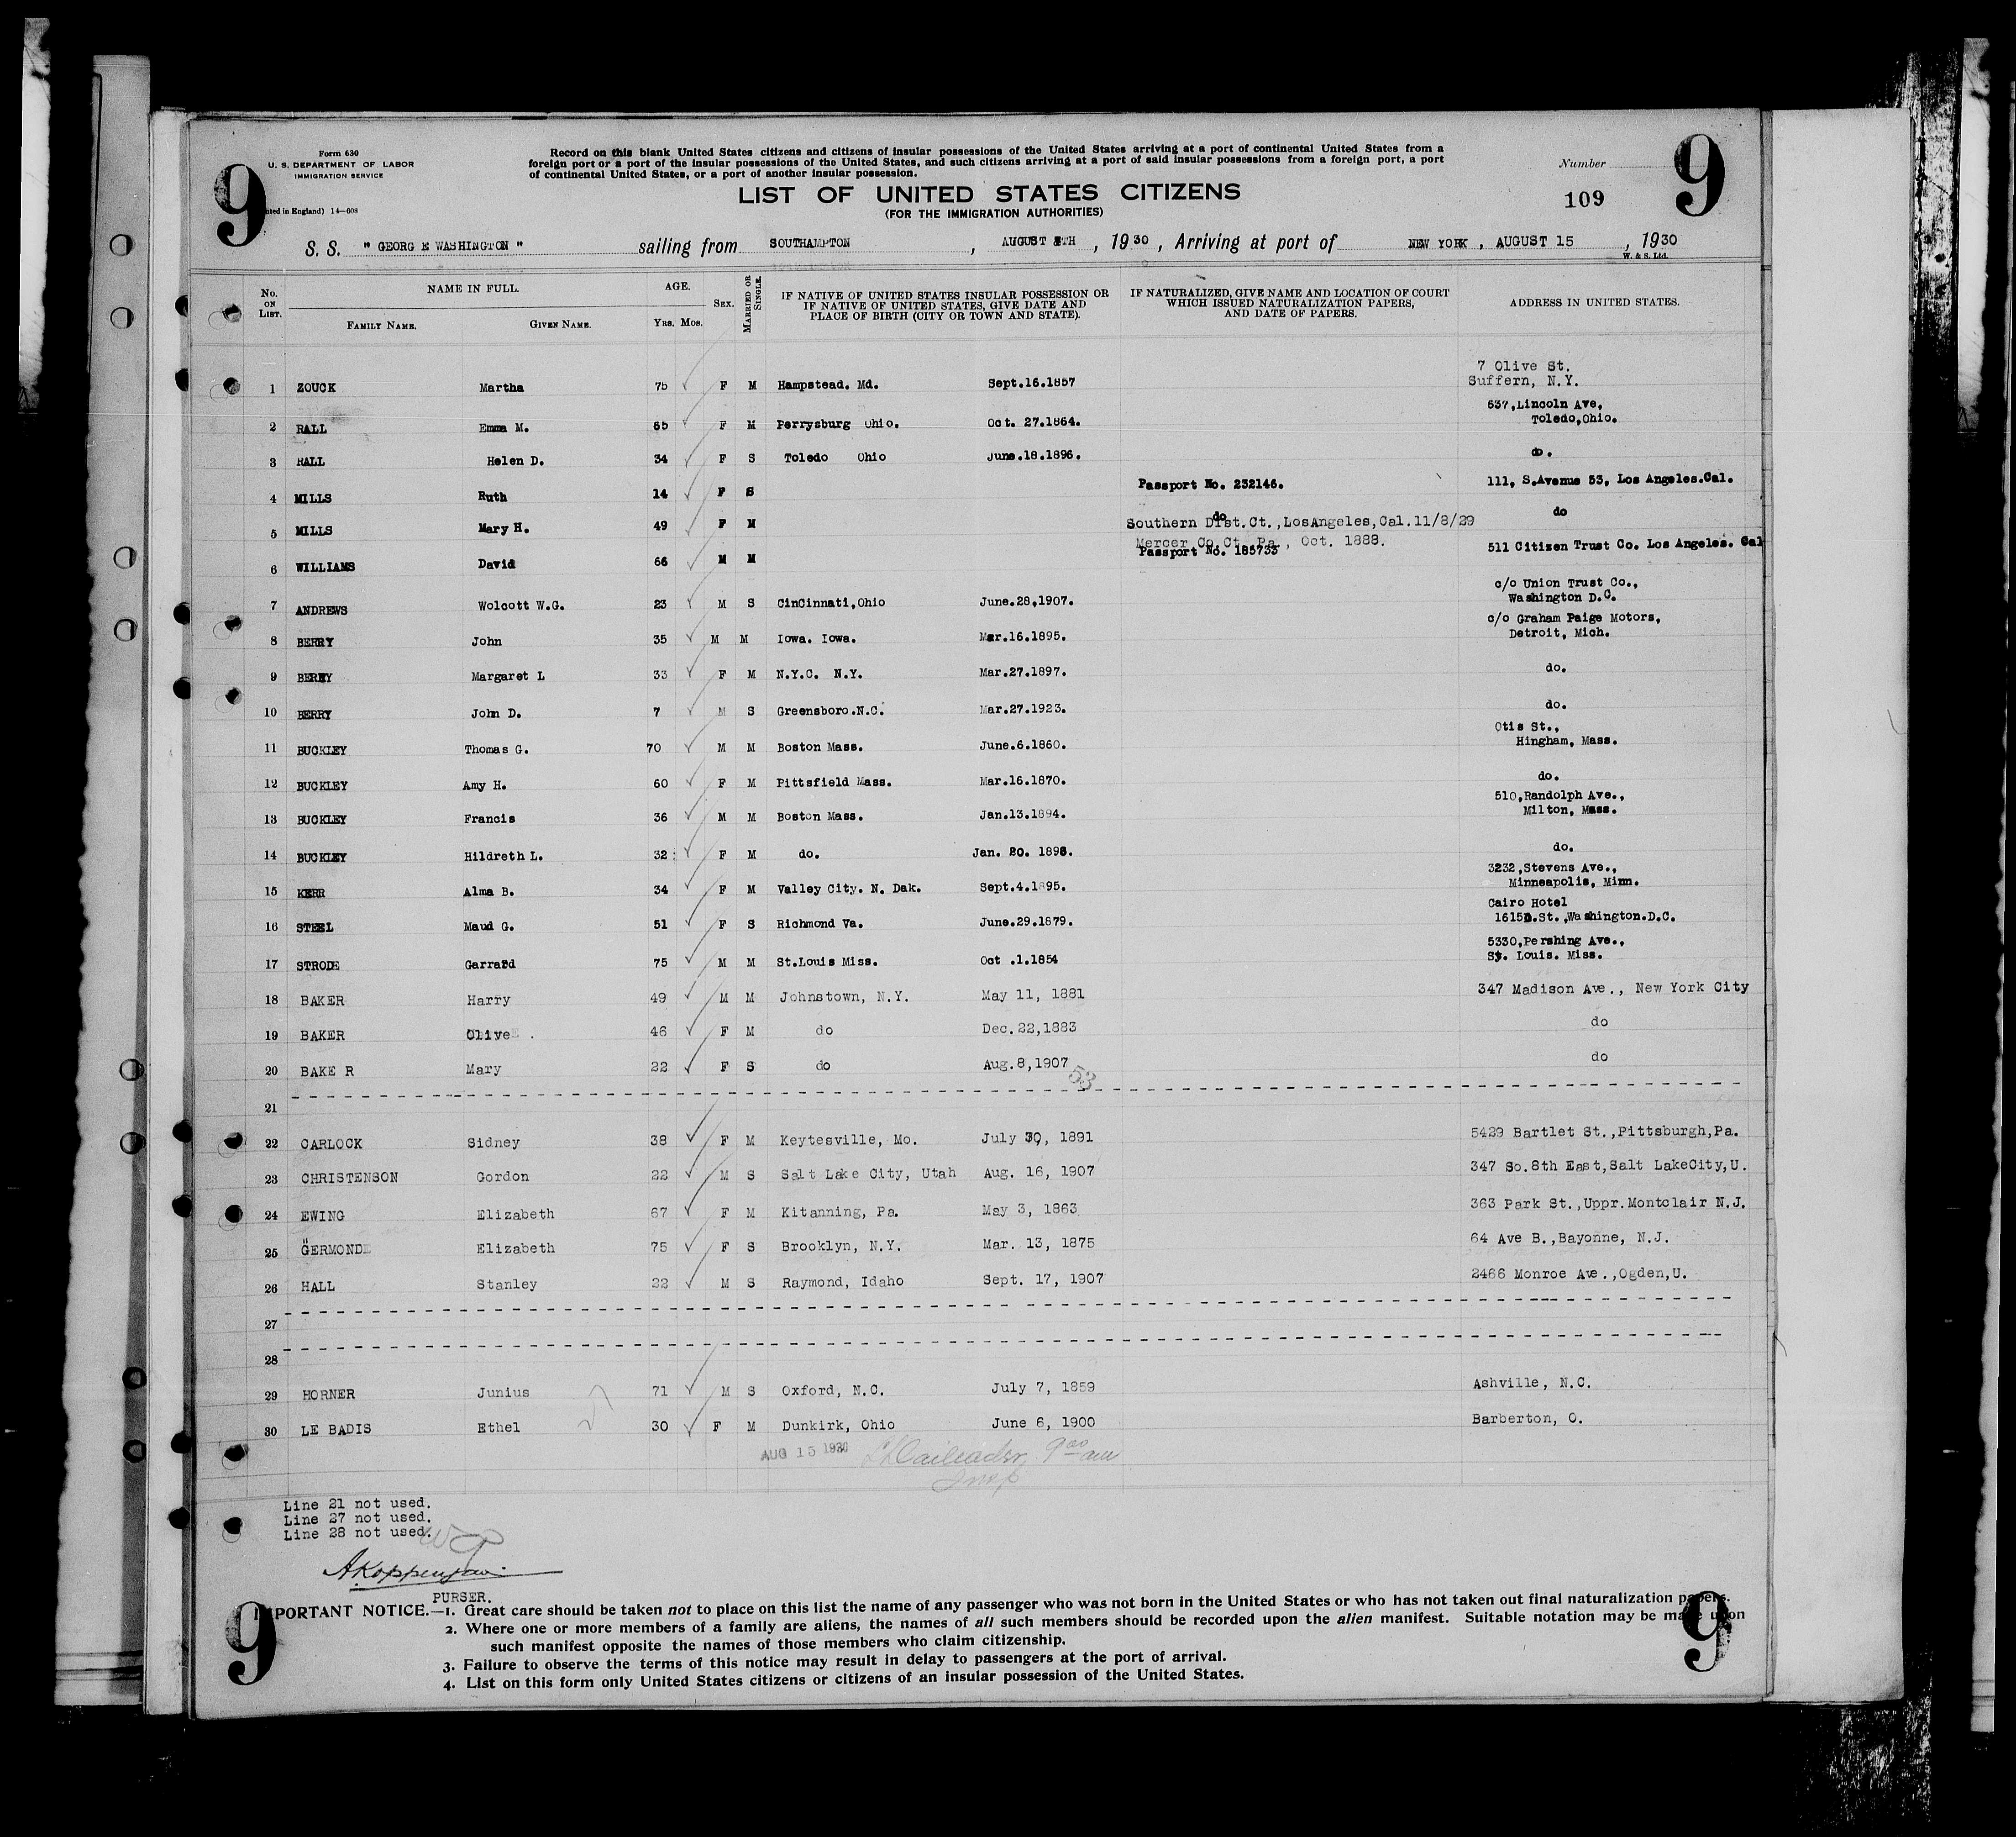 9
Form 630
U. S. DEPARTMENT OF LABOR
IMMIGRATION SERVICE
(Printed in England) 14—608
Record on this blank United States citizens and citizens of insular possessions of the United States arriving at a port of continental United States from a
foreign port or a port of the insular possessions of the United States, and such citizens arriving at a port of said insular possessions from a foreign port, a port
of continental United States, or a port of another insular possession.
LIST OF UNITED STATES CITIZENS
(FOR THE IMMIGRATION AUTHORITIES)
Number
109
9
S. S. " GEORG E WASHINGTON " sailing from SOUTHAMPTON , AUGUST 8TH , 1930 , Arriving at port of NEW YORK , AUGUST 15 , 1930
W. & S. Ltd.
No. ON LIST.
NAME IN FULL.
FAMILY NAME. GIVEN NAME.
AGE.
YRS. MOS.
SEX.
MARRIED OR SINGLE.
IF NATIVE OF UNITED STATES INSULAR POSSESSION OR
IF NATIVE OF UNITED STATES, GIVE DATE AND
PLACE OF BIRTH (CITY OR TOWN AND STATE).
IF NATURALIZED, GIVE NAME AND LOCATION OF COURT
WHICH ISSUED NATURALIZATION PAPERS,
AND DATE OF PAPERS.
ADDRESS IN UNITED STATES.
7 Olive St.
1 ZOUCK Martha F M Hampstead. Md. Sept.16.1857 Suffern, N.Y.
637,Lincoln Ave,
2 RALL Emma M. 65 F M Perrysburg Ohio. Oct. 27.1864. Toledo,Ohio.
3 RALL Helen D. 34 F S Toledo Ohio June.18.1896. do.
4 MILLS Ruth 14 F S Passport No. 232146. 111, S.Avenue 53, Los Angeles.Cal.
do
5 MILLS Mary H. 49 F M Southern Dist.Ct.,LosAngeles,Cal.11/8/29 do
Mercer Co.Ct. Pa., Oct. 1888.
6 WILLIAMS David 66 M M Passport No. 185733 511 Citizen Trust Co. Los Angeles. Cal
c/o Union Trust Co.,
7 ANDREWS Wolcott W.G. 23 M S CinCinnati,Ohio June.28,1907. Washington D.C.
c/o Graham Paige Motors,
8 BERRY John 35 M M Iowa. Iowa. Mar.16.1895. Detroit, Mich.
9 BERRY Margaret L 33 F M N.Y.C. N.Y. Mar.27.1897. do.
10 BERRY John D. 7 M S Greensboro.N.C. Mar.27.1923. do.
Otis St.,
11 BUCKLEY Thomas G. 70 M M Boston Mass. June.6.1860. Hingham, Mass.
12 BUCKLEY Amy H. 60 F M Pittsfield Mass. Mar.16.1870. do.
510,Randolph Ave.,
13 BUCKLEY Francis 36 M M Boston Mass. Jan.13.1894. Milton, Mass.
14 BUCKLEY Hildreth L. 32 F M do. Jan. 20. 1898. do.
3232,Stevens Ave.,
15 KERR Alma B. 34 F M Valley City. N. Dak. Sept.4.1895. Minneapolis, Minn.
Cairo Hotel
16 STEEL Maud G. 51 F S Richmond Va. June.29.1879. 1615 .St.,Washington.D.C.
5330,Pershing Ave.,
17 STRODE Garrard 75 M M St.Louis Miss. Oct .1.1854 St. Louis. Miss.
18 BAKER Harry 49 M M Johnstown, N.Y. May 11, 1881 347 Madison Ave., New York City
19 BAKER Olive 46 F M do Dec.22,1883 do
20 BAKE R Mary 22 F S do Aug.8,1907 do
53
21
22 CARLOCK Sidney 38 F M Keytesville, Mo. July 30, 1891 5429 Bartlet St.,Pittsburgh,Pa.
23 CHRISTENSON Gordon 22 M S Salt Lake City, Utah Aug. 16, 1907 347 So.8th East,Salt LakeCity,U.
24 EWING Elizabeth 67 F M Kitanning, Pa. May 3, 1863 363 Park St.,Uppr.Montclair N.J.
25 GERMOND Elizabeth 75 F S Brooklyn, N.Y. Mar. 13, 1875 64 Ave B.,Bayonne, N.J.
26 HALL Stanley 22 M S Raymond, Idaho Sept. 17, 1907 2466 Monroe Ave.,Ogden,U.
27
28
29 HORNER Junius 71 M S Oxford, N.C. July 7, 1859 Ashville, N.C.
30 LE BADIS Ethel 30 F M Dunkirk, Ohio June 6, 1900 Barberton, O.
AUG 15 1930 9 00 am
Insp
Line 21 not used.
Line 27 not used.
Line 28 not used.
PURSER.
9
IMPORTANT NOTICE.—1. Great care should be taken not to place on this list the name of any passenger who was not born in the United States or who has not taken out final naturalization papers.
2. Where one or more members of a family are aliens, the names of all such members should be recorded upon the alien manifest. Suitable notation may be made upon
such manifest opposite the names of those members who claim citizenship.
3. Failure to observe the terms of this notice may result in delay to passengers at the port of arrival.
4. List on this form only United States citizens or citizens of an insular possession of the United States.
9